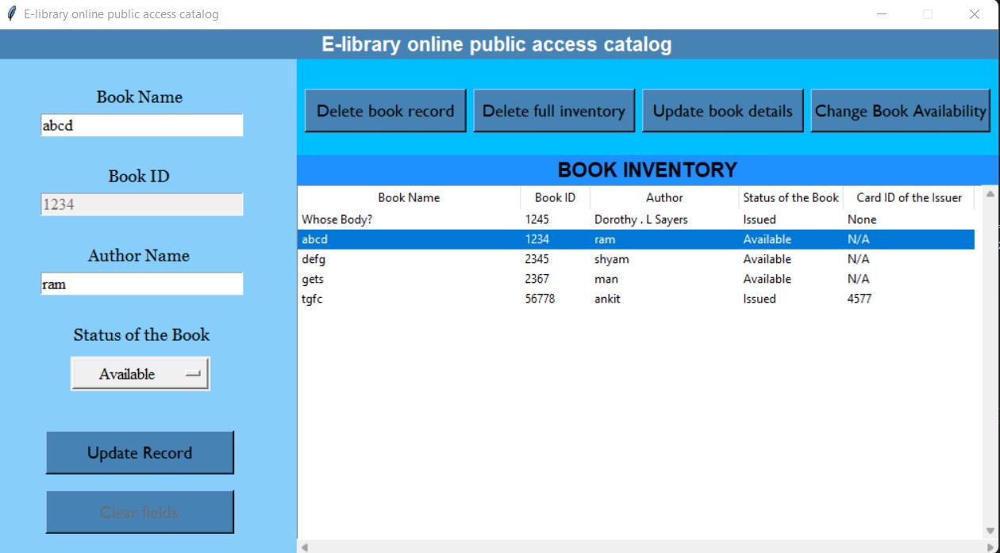 E-library online public access catalog
E-library online public access catalog
Book Name
abcd
Book ID
1234
Author Name
ram
Status of the Book
Available
Update Record
Clear fields
Delete book record Delete full inventory Update book details Change Book Availability
BOOK INVENTORY
Book Name Book ID Author Status of the Book Card ID of the Issuer
Whose Body? 1245 Dorothy . L Sayers Issued None
abcd 1234 ram Available N/A
defg 2345 shyam Available N/A
gets 2367 man Available N/A
tgfc 56778 ankit Issued 4577